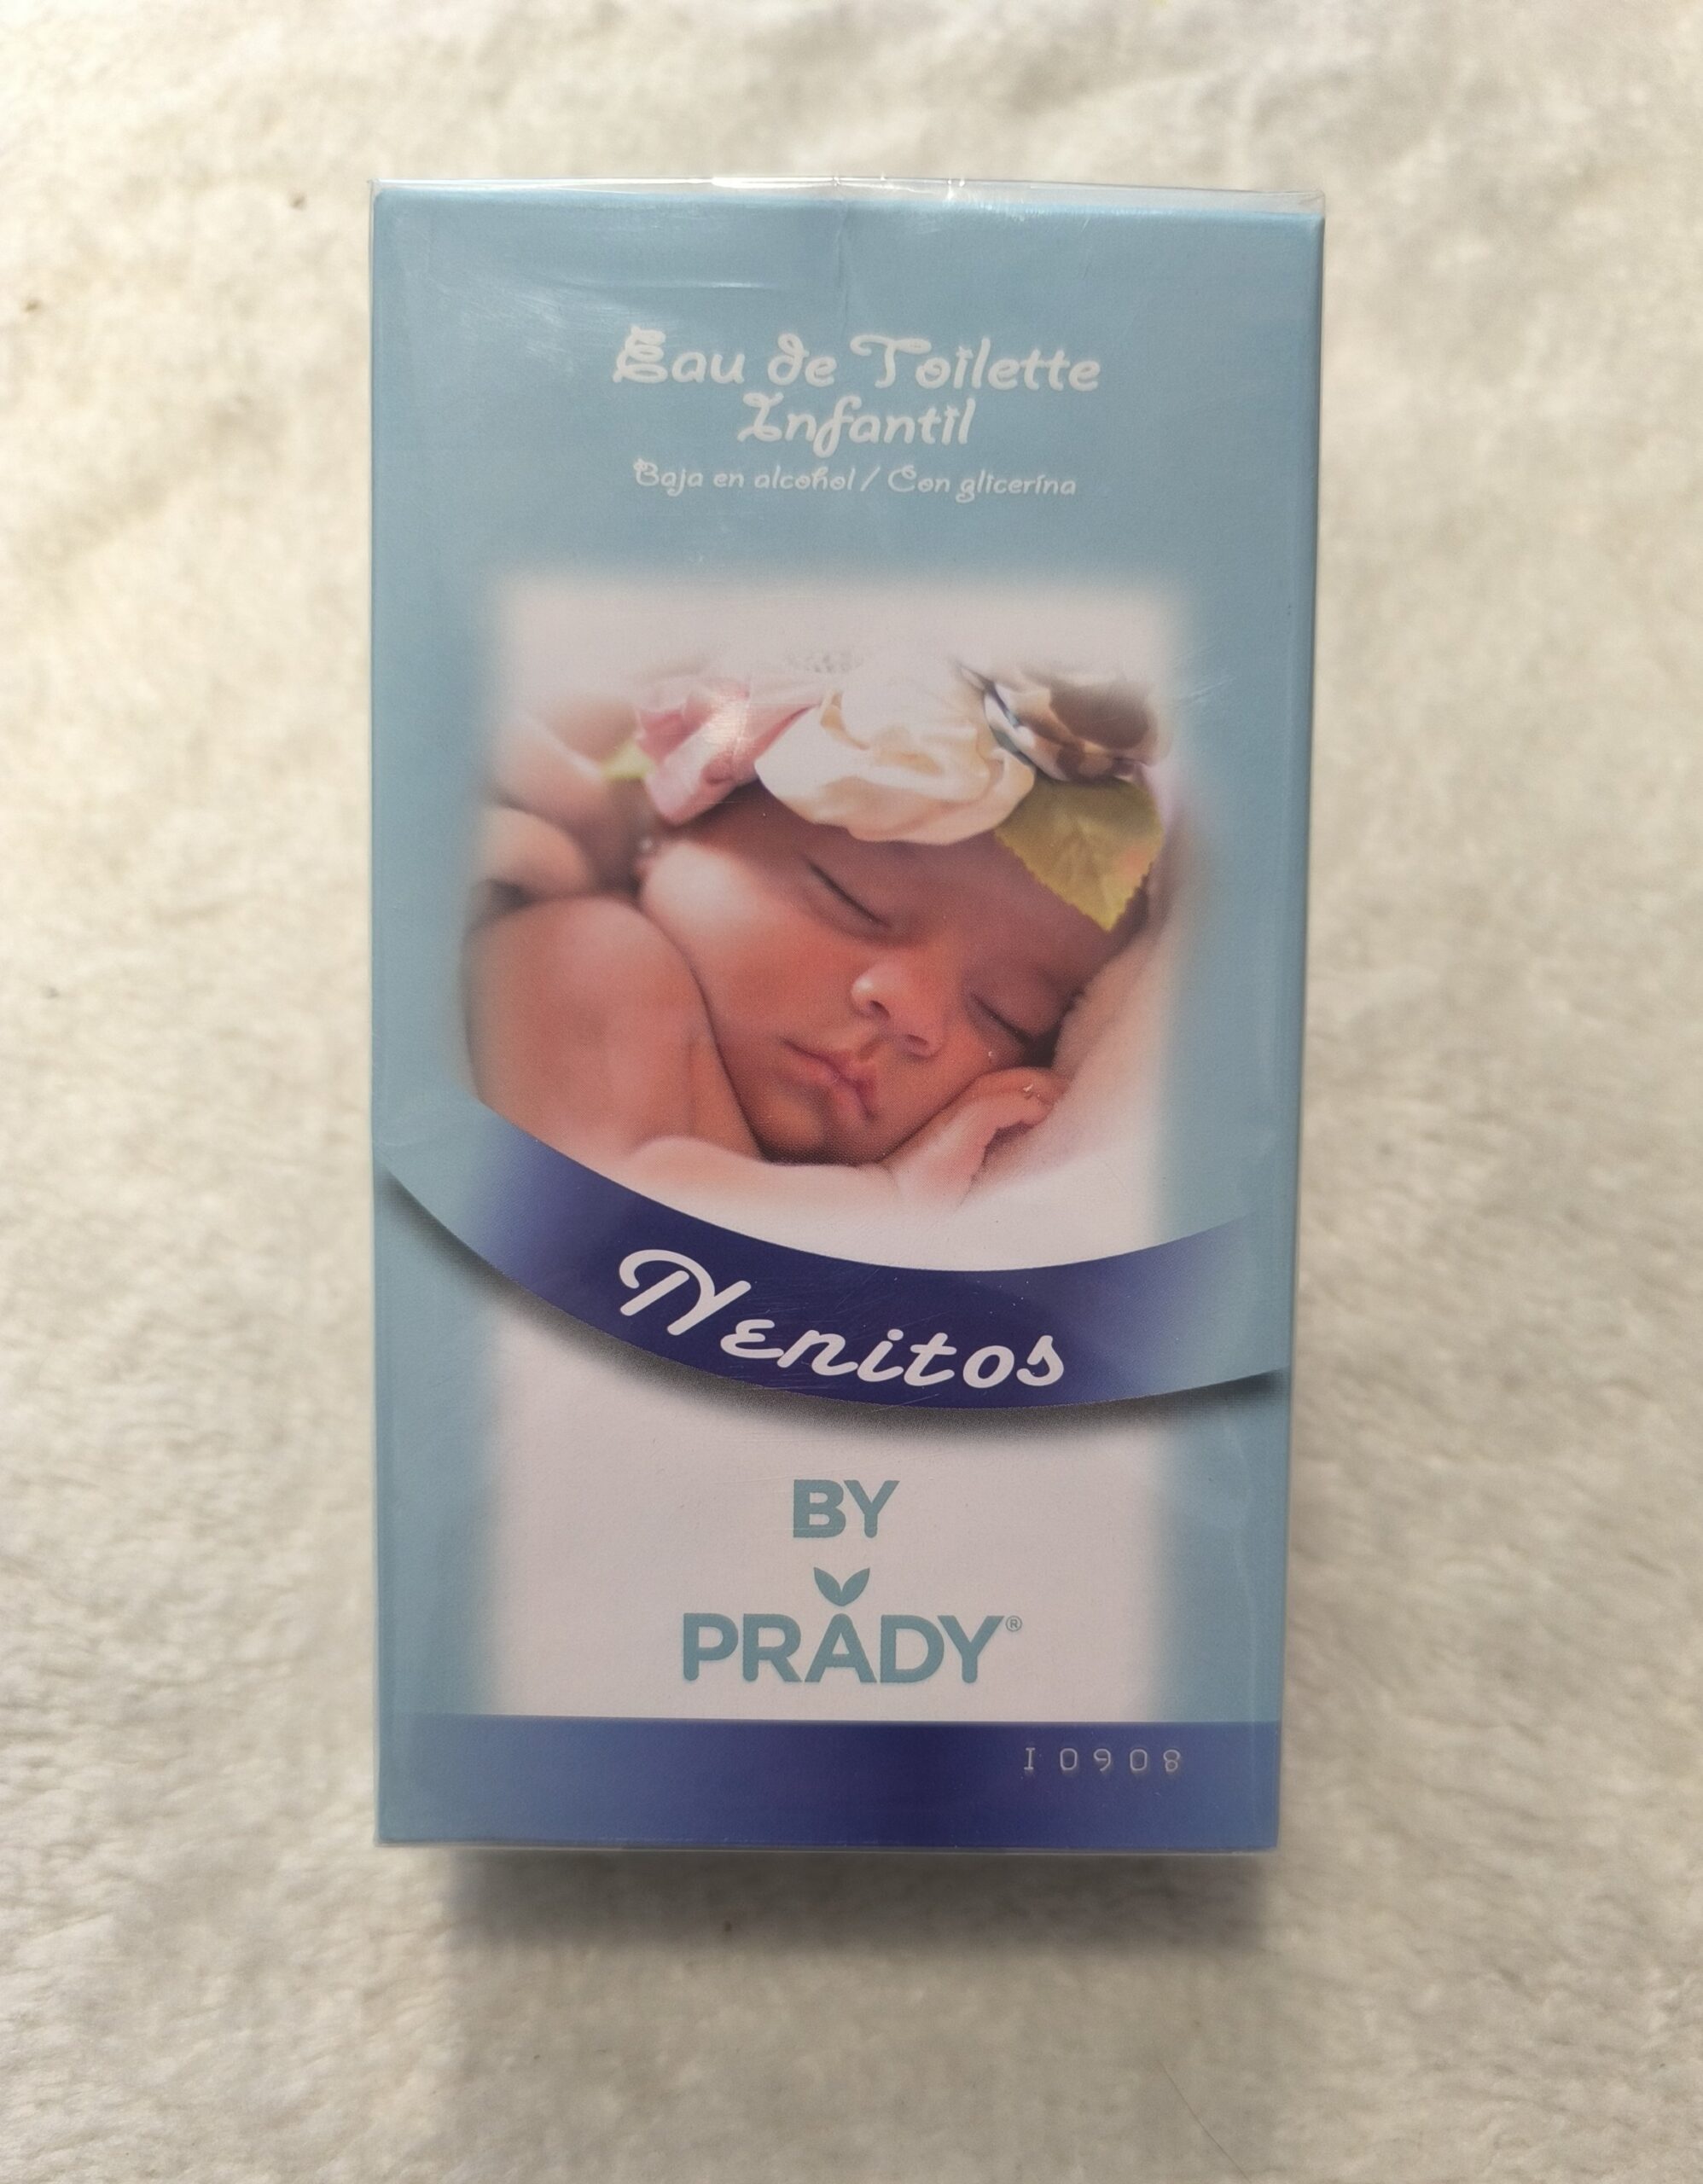 Eau de Toilette
Infantil
Baja en alcohol / Con glicerina
Nenitos
BY
PRADY®
I0908